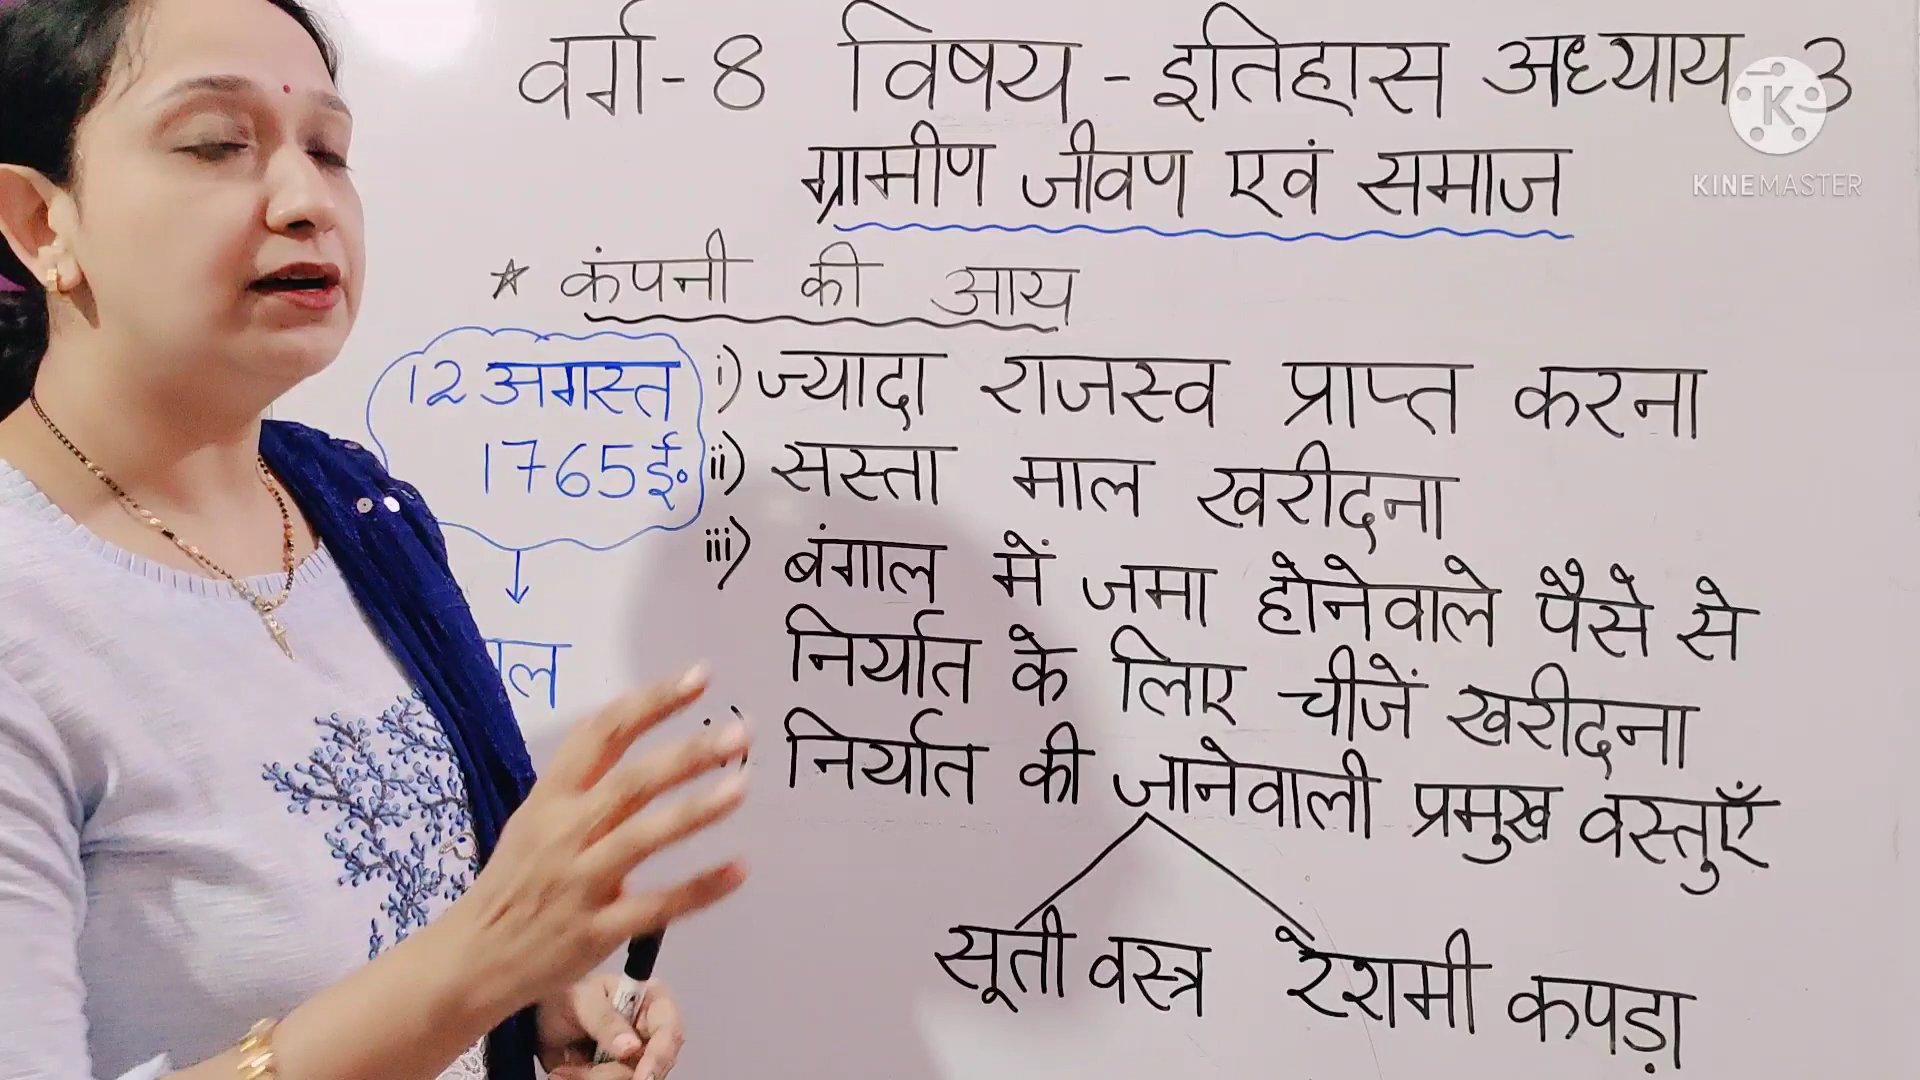 वर्ग-8 विषय-इतिहास अध्याय-3
ग्रामीण जीवण एवं समाज
KINEMASTER
☆ कंपनी की आय
12 अगस्त
1765 ई॰
i) ज्यादा राजस्व प्राप्त करना
ii) सस्ता माल खरीदना
iii) बंगाल में जमा होनेवाले पैसे से
निर्यात के लिए चीजें खरीदना
निर्यात की जानेवाली प्रमुख वस्तुएँ
सूती वस्त्र रेशमी कपड़ा